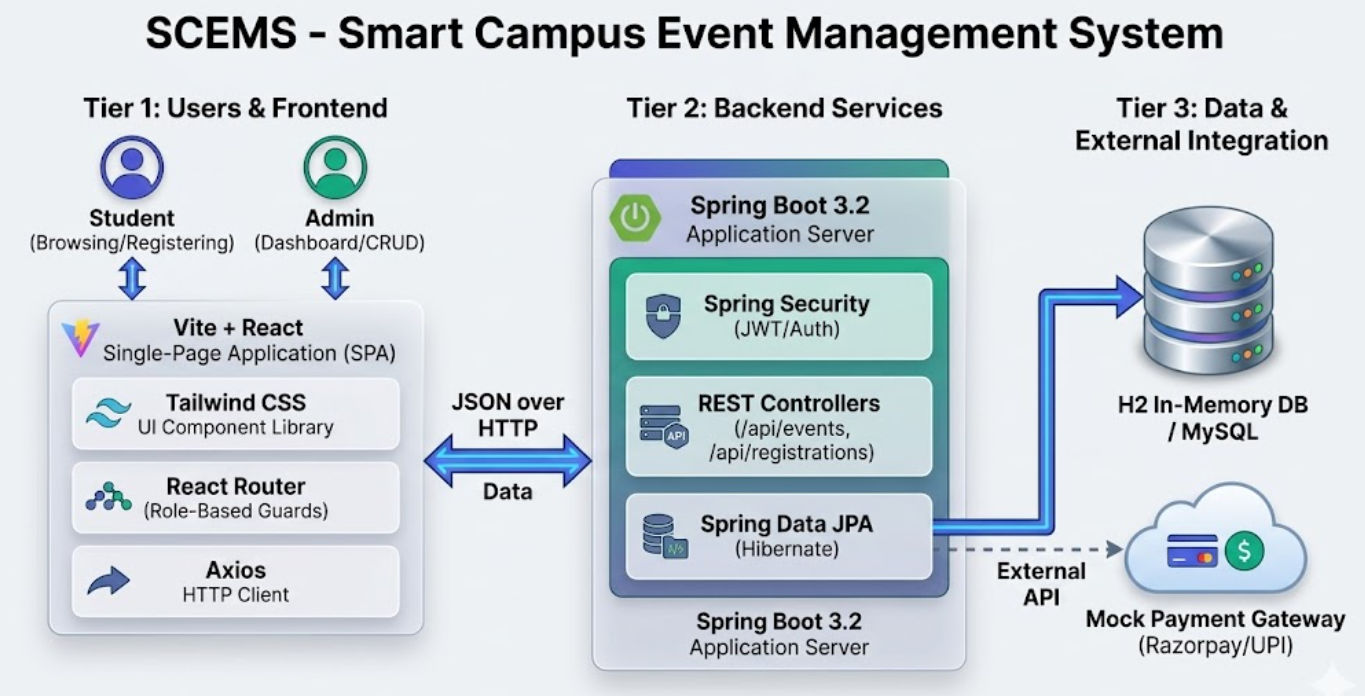 SCEMS - Smart Campus Event Management System
Tier 1: Users & Frontend
Student
(Browsing/Registering)
Admin
(Dashboard/CRUD)
Vite + React
Single-Page Application (SPA)
Tailwind CSS
UI Component Library
React Router
(Role-Based Guards)
Axios
HTTP Client
JSON over
HTTP
Data
Tier 2: Backend Services
Spring Boot 3.2
Application Server
Spring Security
(JWT/Auth)
REST Controllers
(/api/events,
/api/registrations)
API
Spring Data JPA
(Hibernate)
Spring Boot 3.2
Application Server
Tier 3: Data &
External Integration
H2 In-Memory DB
/ MySQL
External
API
$
Mock Payment Gateway
(Razorpay/UPI)